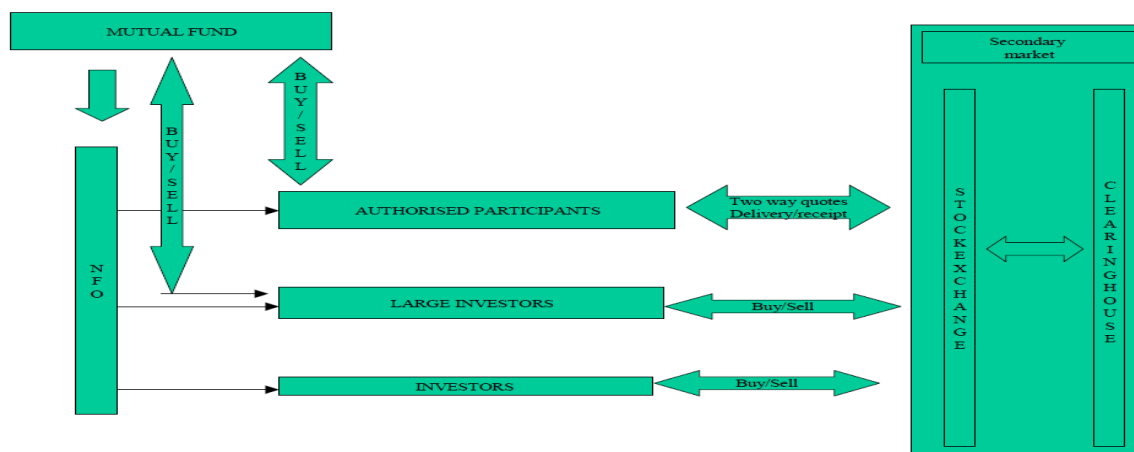 MUTUAL FUND
Secondary
market
BUY/SELL
BUY/SELL
NFO
AUTHORISED PARTICIPANTS
Two way quotes
Delivery/receipt
LARGE INVESTORS
Buy/Sell
INVESTORS
Buy/Sell
STOCKEXCHANGE
CLEARINGHOUSE